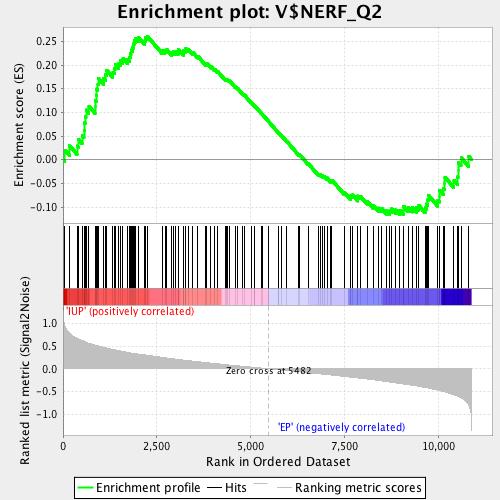 Enrichment plot: V$NERF_Q2
Enrichment score (ES)
0.25
0.20
0.15
0.10
0.05
0.00
-0.05
-0.10
Ranked list metric (Signal2Noise)
'IUP' (positively correlated)
1.0
0.5
0.0
-0.5
-1.0
Zero cross at 5482
'EP' (negatively correlated)
0
2,500
5,000
7,500
10,000
Rank in Ordered Dataset
Enrichment profile
Hits
Ranking metric scores